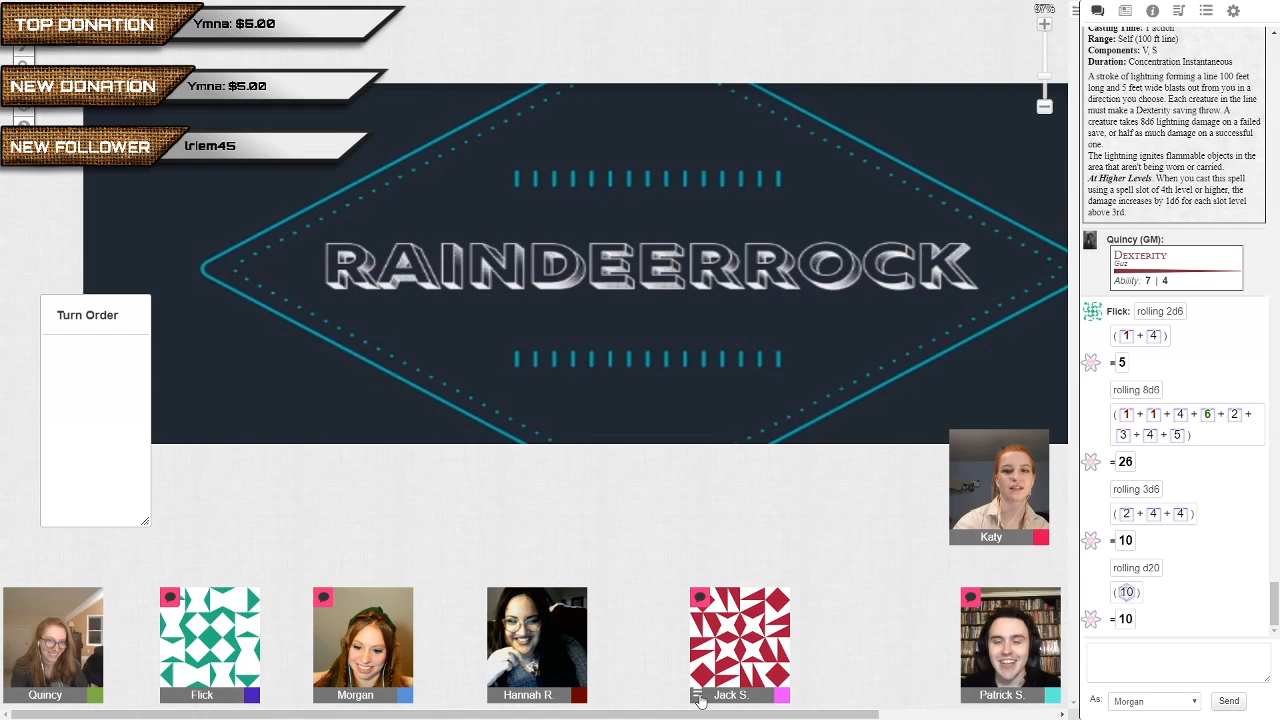 TOP DONATION
Ymna: $5.00
NEW DONATION
Ymna: $5.00
NEW FOLLOWER
lriem45
97%
RAINDEERROCK
Turn Order
Katy
Quincy
Flick
Morgan
Hannah R.
Jack S.
Patrick S.
Range: Self (100 ft line)
Components: V, S
Duration: Concentration Instantaneous
A stroke of lightning forming a line 100 feet
long and 5 feet wide blasts out from you in a
direction you choose. Each creature in the line
must make a Dexterity saving throw. A
creature takes 8d6 lightning damage on a failed
save, or half as much damage on a successful
one.
The lightning ignites flammable objects in the
area that aren't being worn or carried.
At Higher Levels. When you cast this spell
using a spell slot of 4th level or higher, the
damage increases by 1d6 for each slot level
above 3rd.
Quincy (GM):
DEXTERITY
Guz
Ability: 7 | 4
Flick: rolling 2d6
(1 + 4)
= 5
rolling 8d6
(1 + 1 + 4 + 6 + 2 +
3 + 4 + 5)
= 26
rolling 3d6
(2 + 4 + 4)
= 10
rolling d20
(10)
= 10
As: Morgan
Send